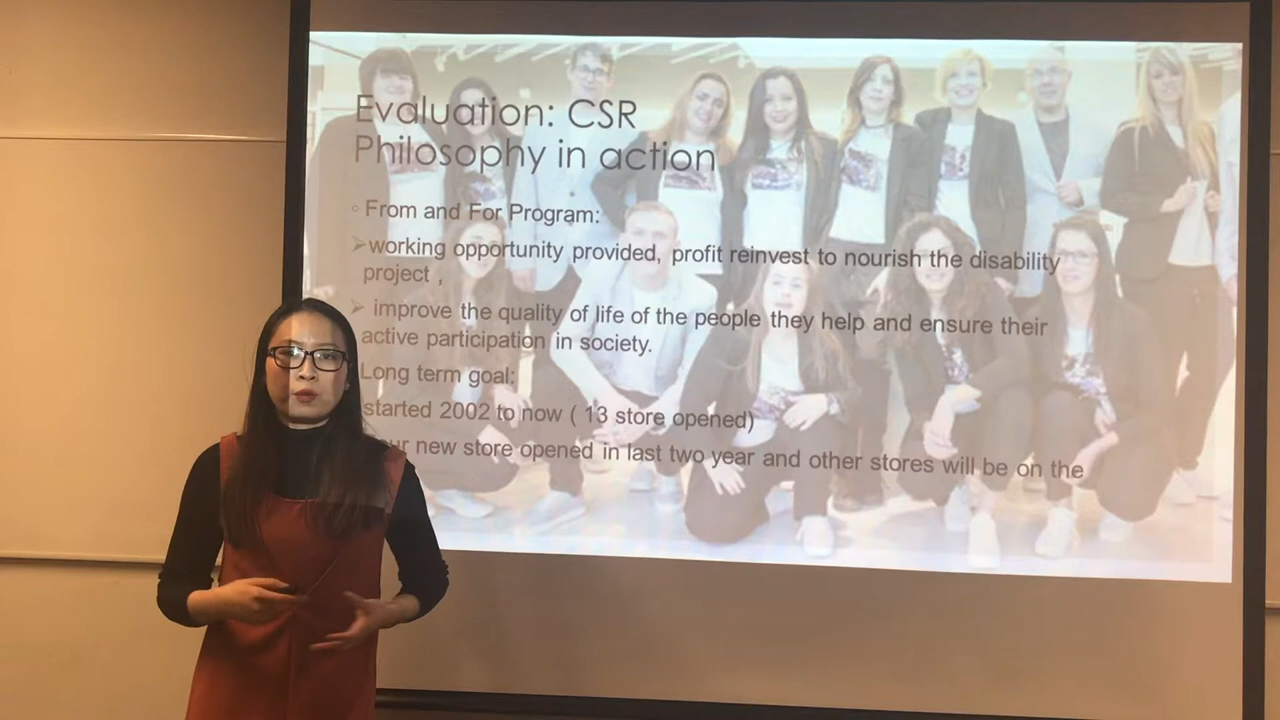 Evaluation: CSR
Philosophy in action
◦ From and For Program:
➢working opportunity provided, profit reinvest to nourish the disability
project ,
➢ improve the quality of life of the people they help and ensure their
active participation in society.
Long term goal:
started 2002 to now ( 13 store opened)
new store opened in last two year and other stores will be on the